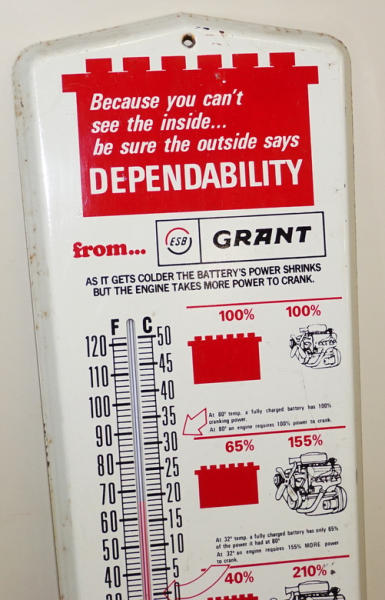 Because you can't
see the inside...
be sure the outside says
DEPENDABILITY
from...
ESB
GRANT
AS IT GETS COLDER THE BATTERY'S POWER SHRINKS
BUT THE ENGINE TAKES MORE POWER TO CRANK.
F C
100% 100%
120 50
110 45
40
100 35
90 30
At 80° temp. a fully charged battery has 100%
cranking power.
At 80° an engine requires 100% power to crank.
80 25
65% 155%
70 20
60 15
50 10
At 32° temp. a fully charged battery has only 65%
of the power it had at 80°
At 32° an engine requires 155% MORE power
to crank.
40 5
0
40% 210%